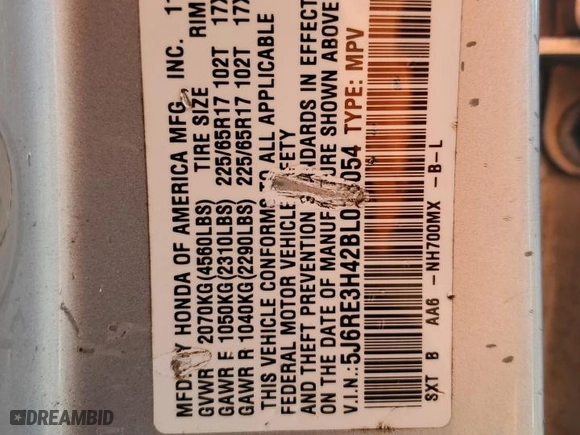 MFD. BY HONDA OF AMERICA MFG., INC. 11
GVWR 2070KG(4560LBS) TIRE SIZE RIM
GAWR F 1050KG(2310LBS) 225/65R17 102T 17X
GAWR R 1040KG(2290LBS) 225/65R17 102T 17X
THIS VEHICLE CONFORMS TO ALL APPLICABLE
FEDERAL MOTOR VEHICLE SAFETY
AND THEFT PREVENTION STANDARDS IN EFFECT
ON THE DATE OF MANUFACTURE SHOWN ABOVE
V.I.N.: 5J6RE3H42BL0 054 TYPE: MPV
SXT B AA6 -NH700MX -B-L
DREAMBID